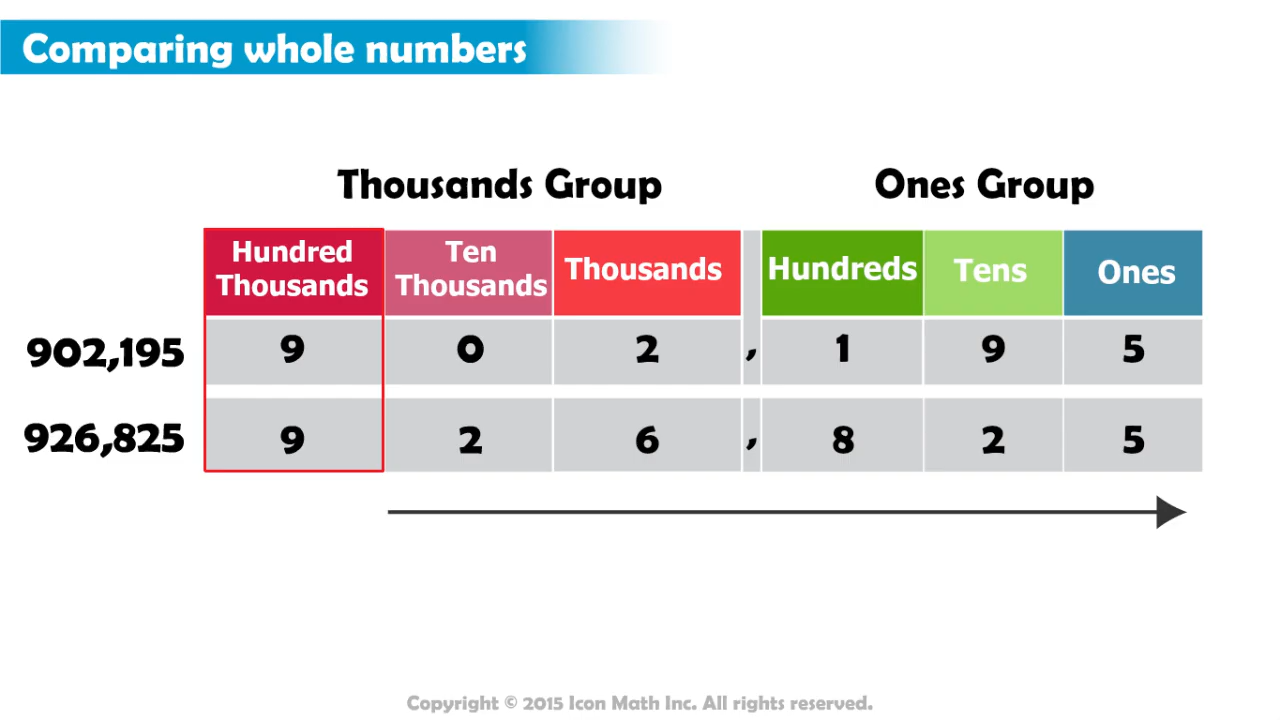 Comparing whole numbers
Thousands Group Ones Group
Hundred Thousands Ten Thousands Thousands Hundreds Tens Ones
902,195 9 0 2 , 1 9 5
926,825 9 2 6 , 8 2 5
Copyright © 2015 Icon Math Inc. All rights reserved.